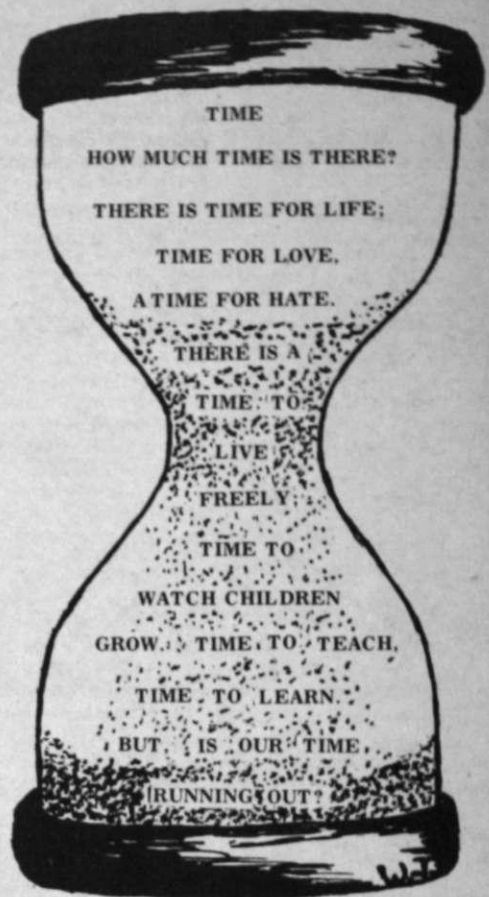 TIME
HOW MUCH TIME IS THERE?
THERE IS TIME FOR LIFE;
TIME FOR LOVE,
A TIME FOR HATE.
THERE IS A
TIME TO
LIVE
FREELY;
TIME TO
WATCH CHILDREN
GROW. TIME TO TEACH,
TIME TO LEARN.
BUT IS OUR TIME
RUNNING OUT?